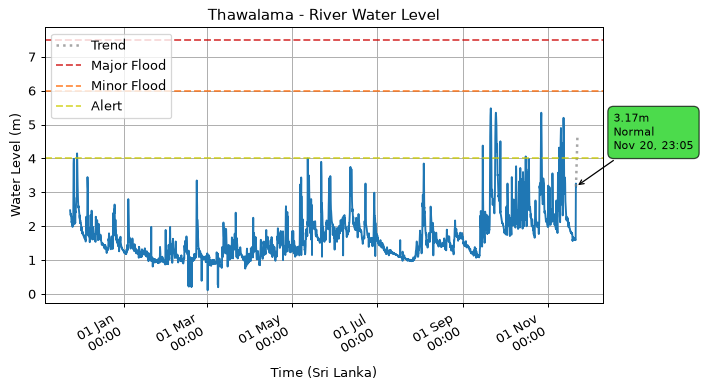 Thawalama - River Water Level
Trend
Major Flood
Minor Flood
Alert
3.17m
Normal
Nov 20, 23:05
Water Level (m)
7
6
5
4
3
2
1
0
01 Jan
00:00
01 Mar
00:00
01 May
00:00
01 Jul
00:00
01 Sep
00:00
01 Nov
00:00
Time (Sri Lanka)